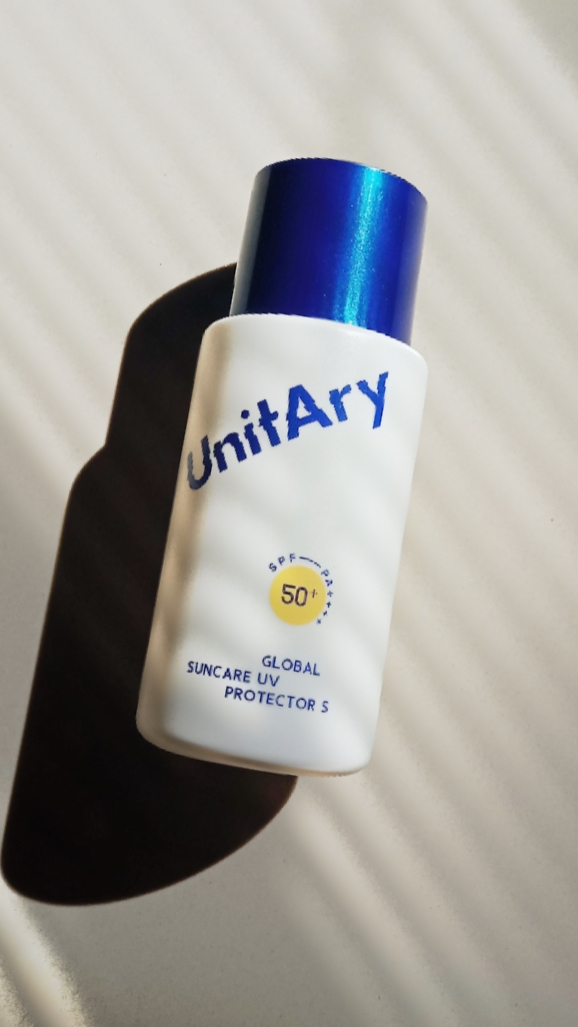 UnitAry
SPF—PA++++
50+
GLOBAL
SUNCARE UV
PROTECTOR S